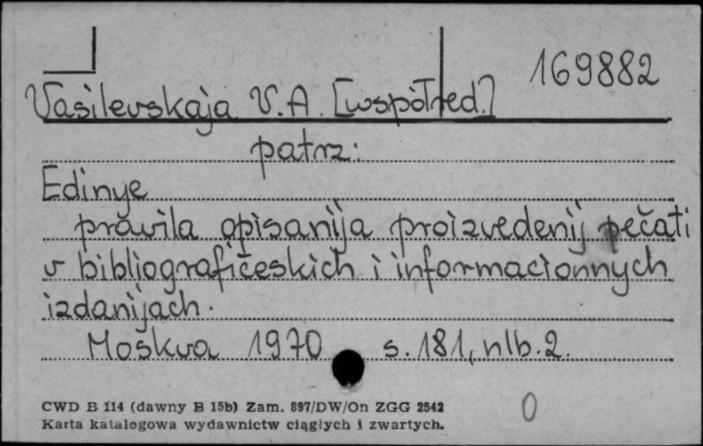 169882
Vasilevskaja V.A. [współred.]
patrz:
Edinye
pravila opisanija proizvedenij pečati
v bibliografičeskich i informacionnych
izdanijach.
Moskva 1970 s. 181, nlb. 2.
CWD B 114 (dawny B 15b) Zam. 897/DW/On ZGG 2542
Karta katalogowa wydawnictw ciągłych i zwartych.
0